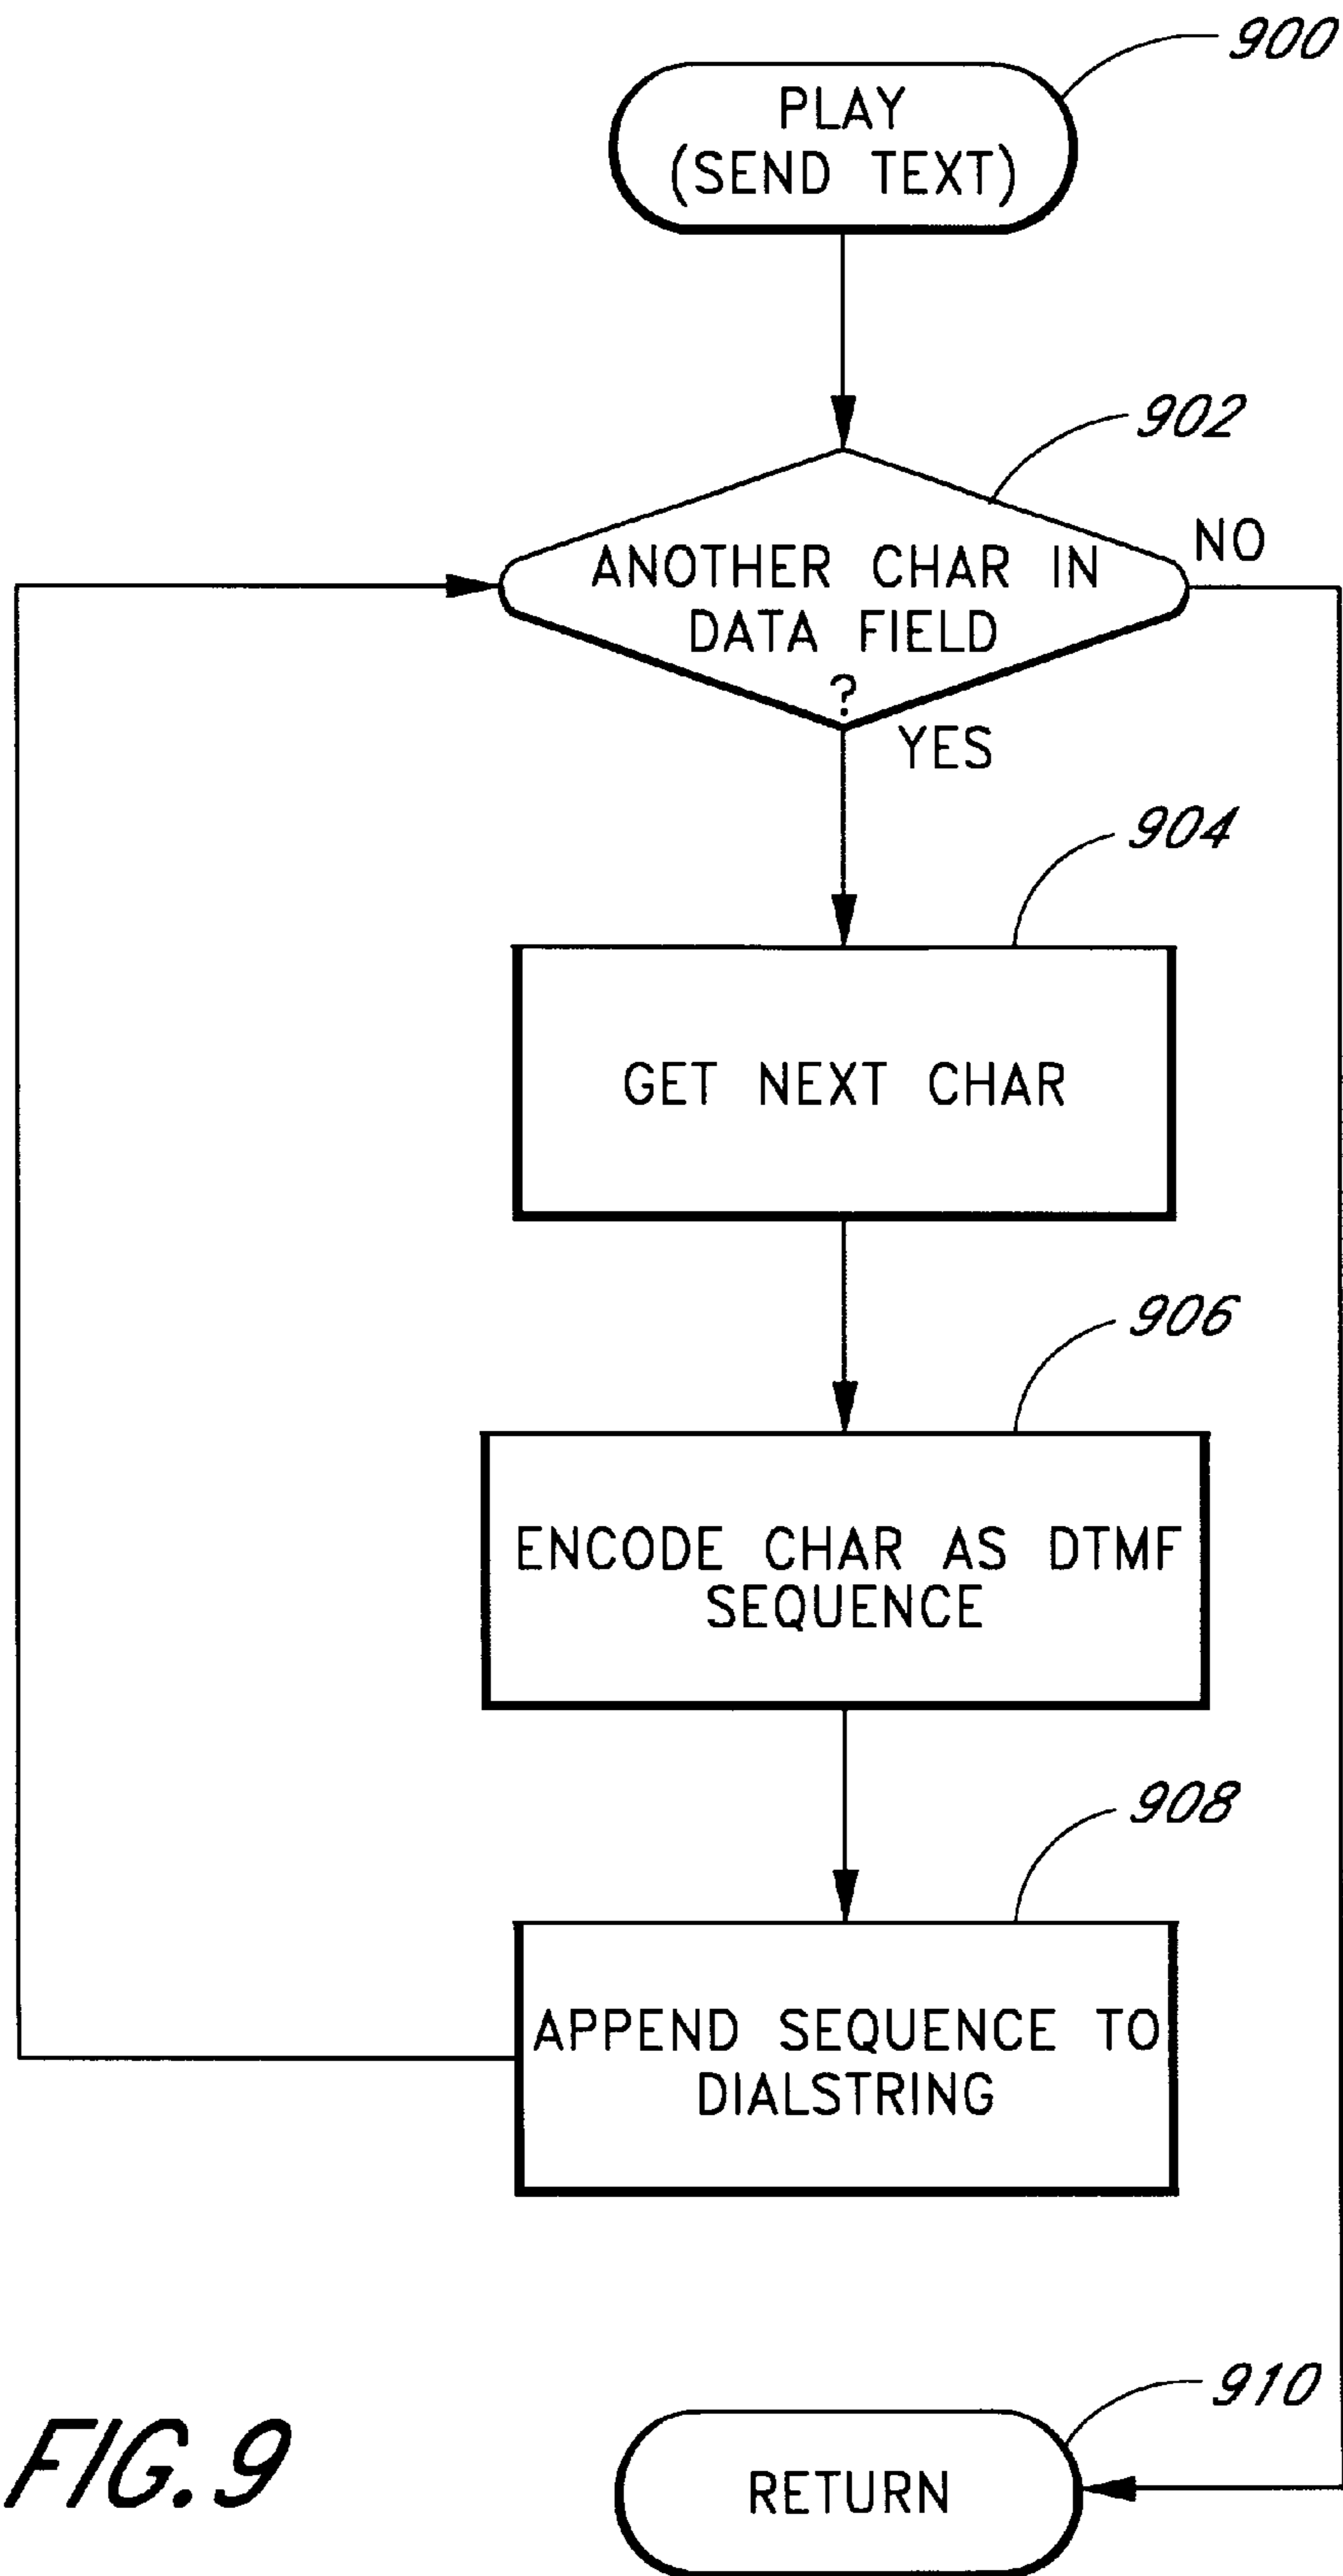 900
PLAY
(SEND TEXT)
902
NO
ANOTHER CHAR IN
DATA FIELD
?
YES
904
GET NEXT CHAR
906
ENCODE CHAR AS DTMF
SEQUENCE
908
APPEND SEQUENCE TO
DIALSTRING
910
RETURN
FIG. 9